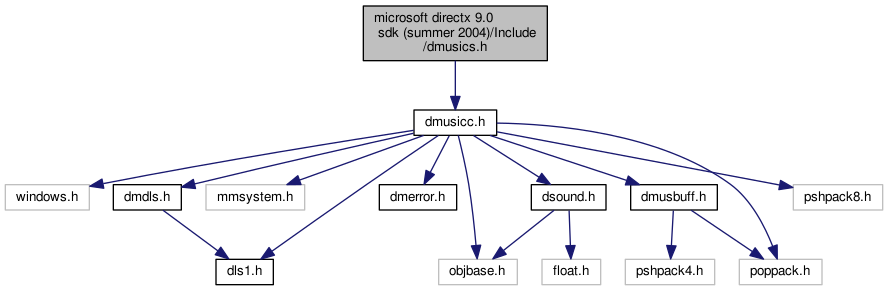 microsoft directx 9.0
sdk (summer 2004)/Include
/dmusics.h
dmusicc.h
windows.h
dmdls.h
mmsystem.h
dmerror.h
dsound.h
dmusbuff.h
pshpack8.h
dls1.h
objbase.h
float.h
pshpack4.h
poppack.h